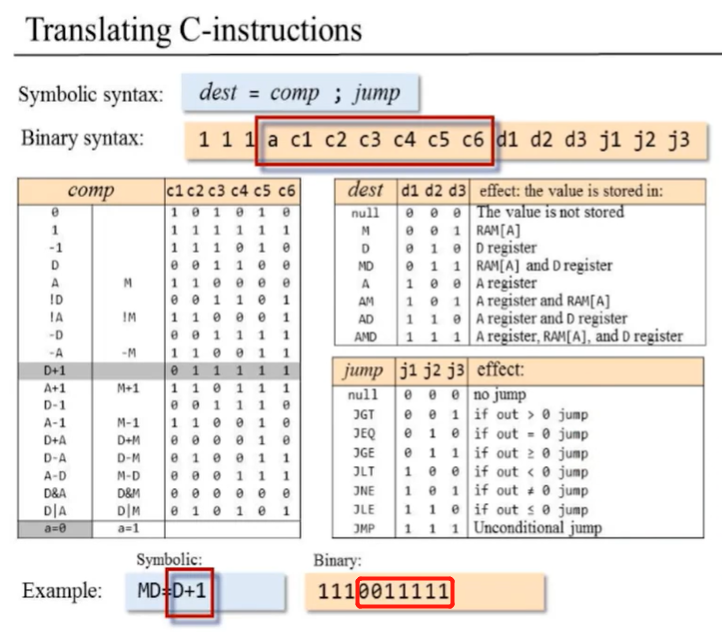 Translating C-instructions
Symbolic syntax: dest = comp ; jump
Binary syntax: 1 1 1 a c1 c2 c3 c4 c5 c6 d1 d2 d3 j1 j2 j3
comp c1 c2 c3 c4 c5 c6
0 1 0 1 0 1 0
1 1 1 1 1 1 1
-1 1 1 1 0 1 0
D 0 0 1 1 0 0
A M 1 1 0 0 0 0
!D 0 0 1 1 0 1
!A !M 1 1 0 0 0 1
-D 0 0 1 1 1 1
-A -M 1 1 0 0 1 1
D+1 0 1 1 1 1 1
A+1 M+1 1 1 0 1 1 1
D-1 0 0 1 1 1 0
A-1 M-1 1 1 0 0 1 0
D+A D+M 0 0 0 0 1 0
D-A D-M 0 1 0 0 1 1
A-D M-D 0 0 0 1 1 1
D&A D&M 0 0 0 0 0 0
D|A D|M 0 1 0 1 0 1
a=0 a=1
dest d1 d2 d3 effect: the value is stored in:
null 0 0 0 The value is not stored
M 0 0 1 RAM[A]
D 0 1 0 D register
MD 0 1 1 RAM[A] and D register
A 1 0 0 A register
AM 1 0 1 A register and RAM[A]
AD 1 1 0 A register and D register
AMD 1 1 1 A register, RAM[A], and D register
jump j1 j2 j3 effect:
null 0 0 0 no jump
JGT 0 0 1 if out > 0 jump
JEQ 0 1 0 if out = 0 jump
JGE 0 1 1 if out ≥ 0 jump
JLT 1 0 0 if out < 0 jump
JNE 1 0 1 if out ≠ 0 jump
JLE 1 1 0 if out ≤ 0 jump
JMP 1 1 1 Unconditional jump
Symbolic: Binary:
Example: MD=D+1 1110011111